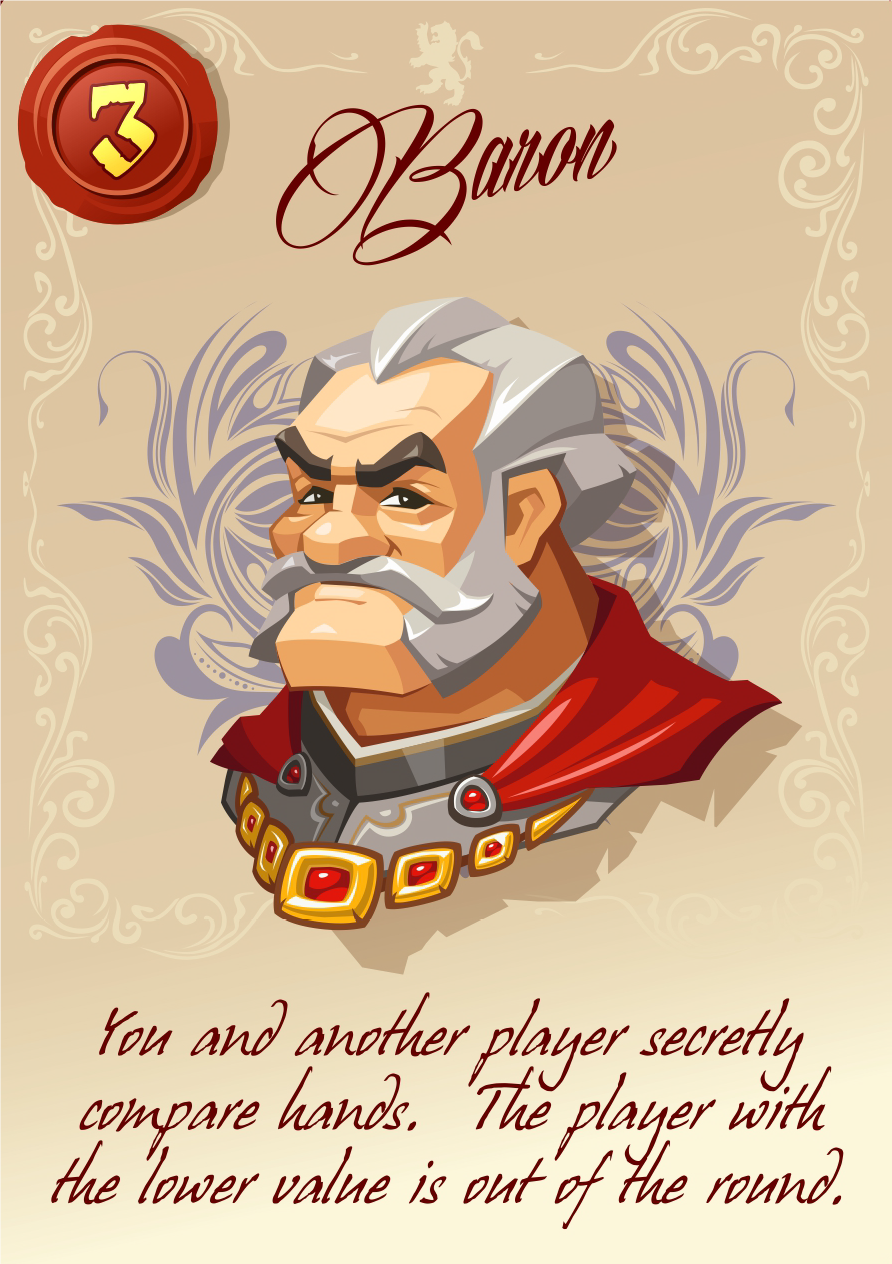 3
Baron
You and another player secretly
compare hands. The player with
the lower value is out of the round.